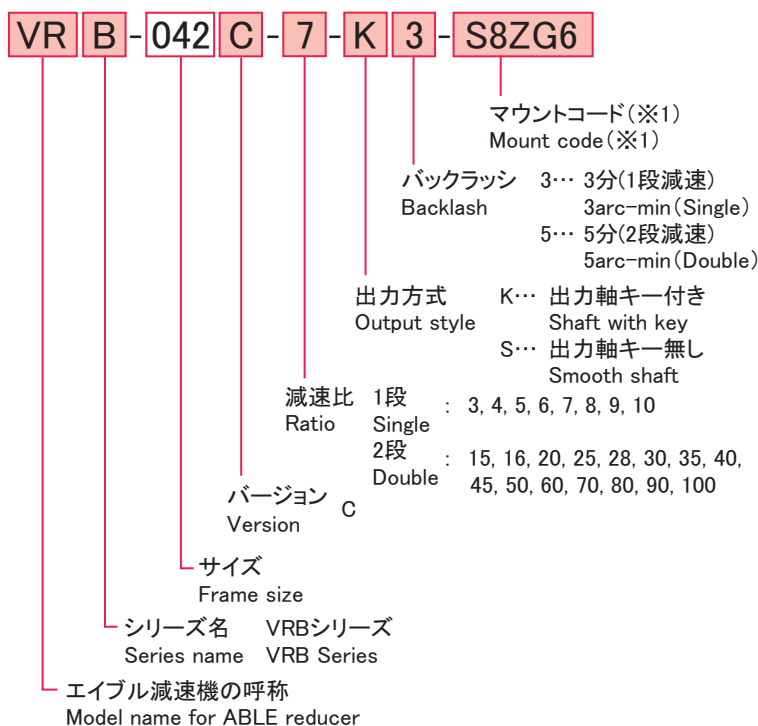 VR B - 042 C - 7 - K 3 - S8ZG6
マウントコード(※1)
Mount code(※1)
バックラッシ 3… 3分(1段減速)
Backlash 3arc-min(Single)
5… 5分(2段減速)
5arc-min(Double)
出力方式 K… 出力軸キー付き
Output style Shaft with key
S… 出力軸キー無し
Smooth shaft
減速比 1段 : 3, 4, 5, 6, 7, 8, 9, 10
Ratio Single
2段 : 15, 16, 20, 25, 28, 30, 35, 40,
Double 45, 50, 60, 70, 80, 90, 100
バージョン C
Version
サイズ
Frame size
シリーズ名 VRBシリーズ
Series name VRB Series
エイブル減速機の呼称
Model name for ABLE reducer